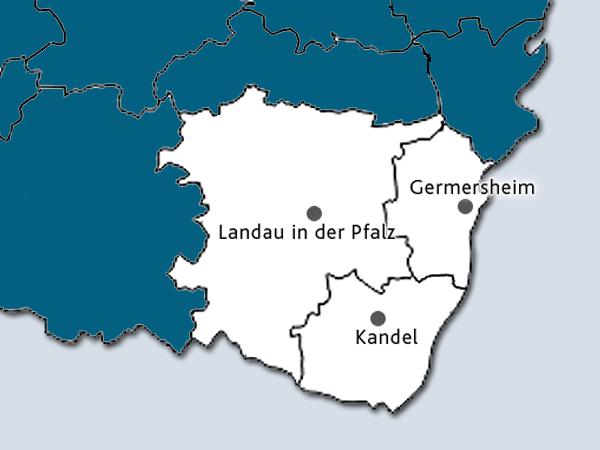 Germersheim
Landau in der Pfalz
Kandel